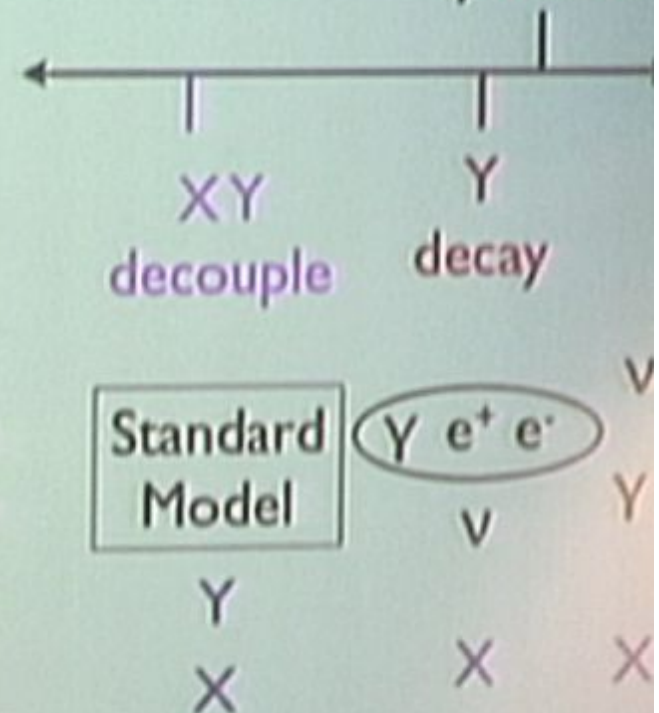 XY
decouple
Y
decay
Standard
Model
γ e⁺ e⁻
ν
Y
X
X
ν
γ
X